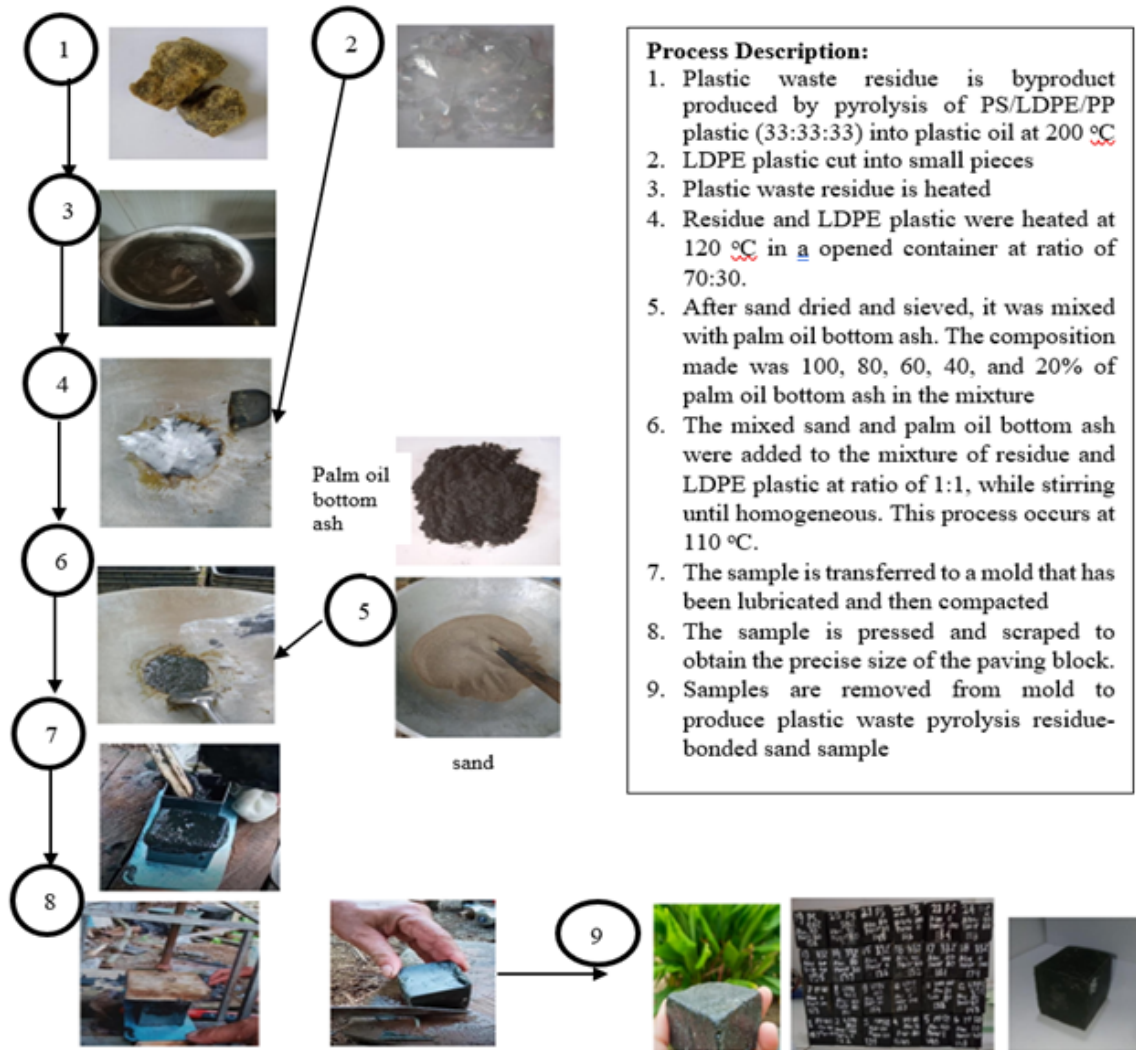 1
2
3
4
Palm oil
bottom
ash
6
5
7
sand
8
9
Process Description:
1. Plastic waste residue is byproduct
produced by pyrolysis of PS/LDPE/PP
plastic (33:33:33) into plastic oil at 200 °C
2. LDPE plastic cut into small pieces
3. Plastic waste residue is heated
4. Residue and LDPE plastic were heated at
120 °C in a opened container at ratio of
70:30.
5. After sand dried and sieved, it was mixed
with palm oil bottom ash. The composition
made was 100, 80, 60, 40, and 20% of
palm oil bottom ash in the mixture
6. The mixed sand and palm oil bottom ash
were added to the mixture of residue and
LDPE plastic at ratio of 1:1, while stirring
until homogeneous. This process occurs at
110 °C.
7. The sample is transferred to a mold that has
been lubricated and then compacted
8. The sample is pressed and scraped to
obtain the precise size of the paving block.
9. Samples are removed from mold to
produce plastic waste pyrolysis residue-
bonded sand sample